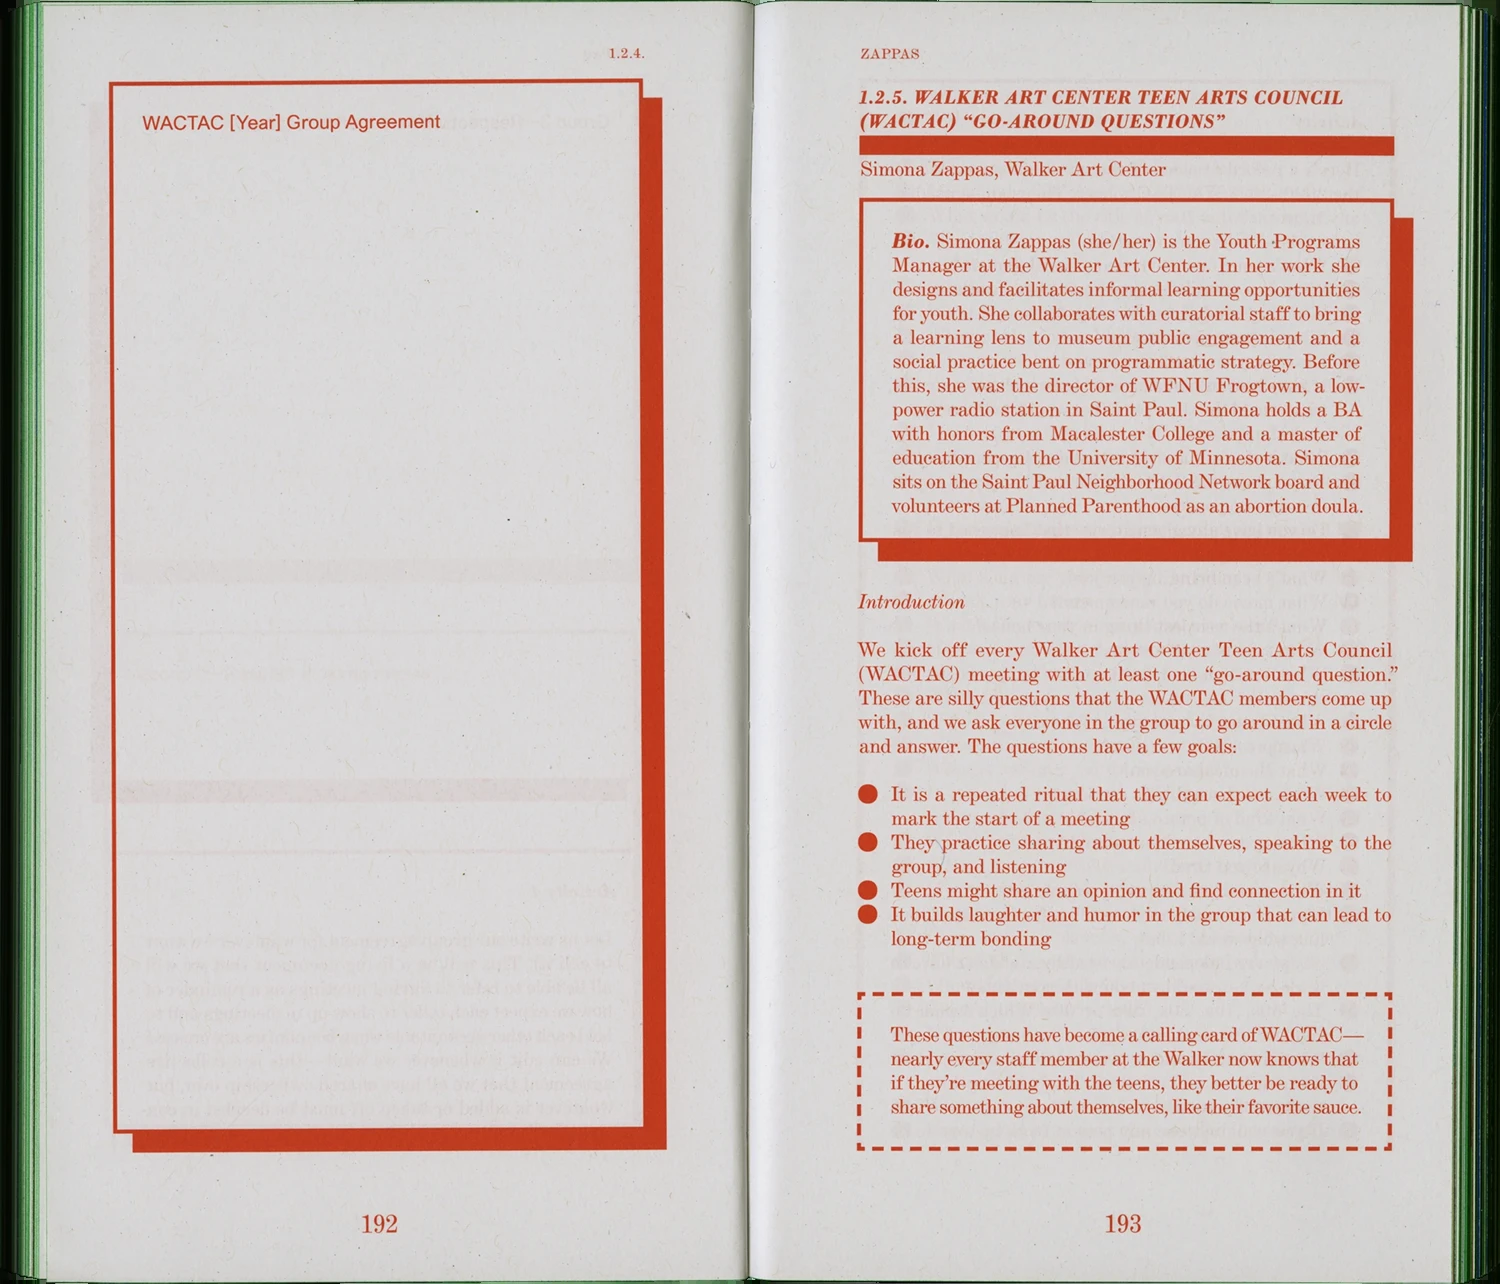 1.2.4.
WACTAC [Year] Group Agreement
192
ZAPPAS
1.2.5. WALKER ART CENTER TEEN ARTS COUNCIL
(WACTAC) “GO-AROUND QUESTIONS”
Simona Zappas, Walker Art Center
Bio. Simona Zappas (she/her) is the Youth Programs
Manager at the Walker Art Center. In her work she
designs and facilitates informal learning opportunities
for youth. She collaborates with curatorial staff to bring
a learning lens to museum public engagement and a
social practice bent on programmatic strategy. Before
this, she was the director of WFNU Frogtown, a low-
power radio station in Saint Paul. Simona holds a BA
with honors from Macalester College and a master of
education from the University of Minnesota. Simona
sits on the Saint Paul Neighborhood Network board and
volunteers at Planned Parenthood as an abortion doula.
Introduction
We kick off every Walker Art Center Teen Arts Council
(WACTAC) meeting with at least one “go-around question.”
These are silly questions that the WACTAC members come up
with, and we ask everyone in the group to go around in a circle
and answer. The questions have a few goals:
● It is a repeated ritual that they can expect each week to
mark the start of a meeting
● They practice sharing about themselves, speaking to the
group, and listening
● Teens might share an opinion and find connection in it
● It builds laughter and humor in the group that can lead to
long-term bonding
These questions have become a calling card of WACTAC—
nearly every staff member at the Walker now knows that
if they’re meeting with the teens, they better be ready to
share something about themselves, like their favorite sauce.
193